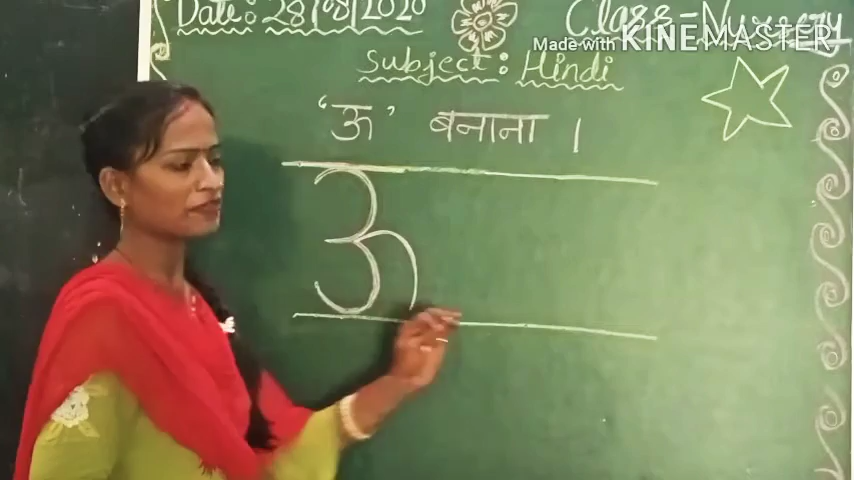 Date: 28/08/2020
Class - Nursery
Made with KINEMASTER
Subject: Hindi
'ऊ' बनाना ।
उ